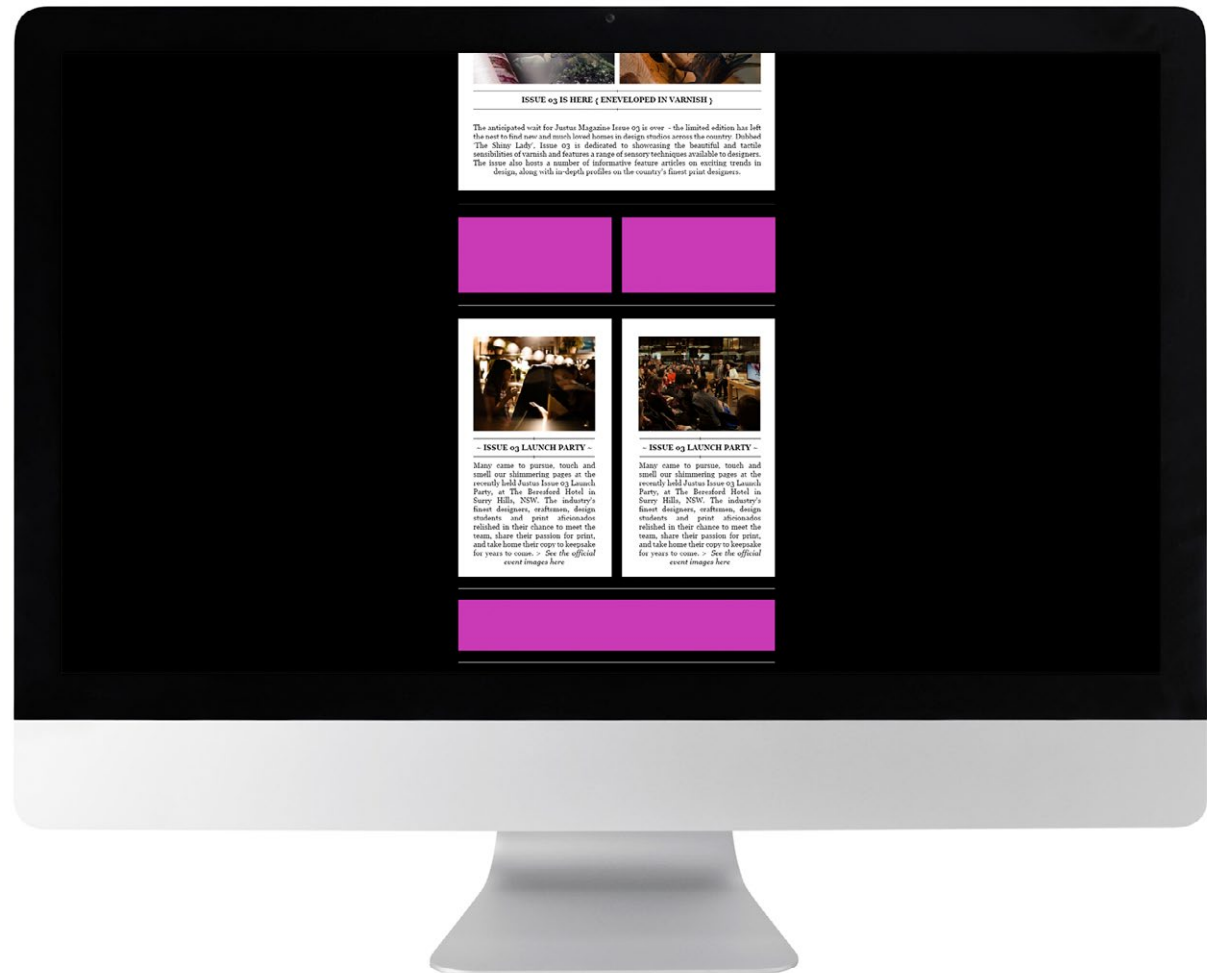 ISSUE 03 IS HERE { ENEVELOPED IN VARNISH }
The anticipated wait for Justus Magazine Issue 03 is over - the limited edition has left
the nest to find new and much loved homes in design studios across the country. Dubbed
'The Shiny Lady', Issue 03 is dedicated to showcasing the beautiful and tactile
sensibilities of varnish and features a range of sensory techniques available to designers.
The issue also hosts a number of informative feature articles on exciting trends in
design, along with in-depth profiles on the country's finest print designers.
~ ISSUE 03 LAUNCH PARTY ~
Many came to pursue, touch and
smell our shimmering pages at the
recently held Justus Issue 03 Launch
Party, at The Beresford Hotel in
Surry Hills, NSW. The industry's
finest designers, craftsmen, design
students and print aficionados
relished in their chance to meet the
team, share their passion for print,
and take home their copy to keepsake
for years to come. > See the official
event images here
~ ISSUE 03 LAUNCH PARTY ~
Many came to pursue, touch and
smell our shimmering pages at the
recently held Justus Issue 03 Launch
Party, at The Beresford Hotel in
Surry Hills, NSW. The industry's
finest designers, craftsmen, design
students and print aficionados
relished in their chance to meet the
team, share their passion for print,
and take home their copy to keepsake
for years to come. > See the official
event images here